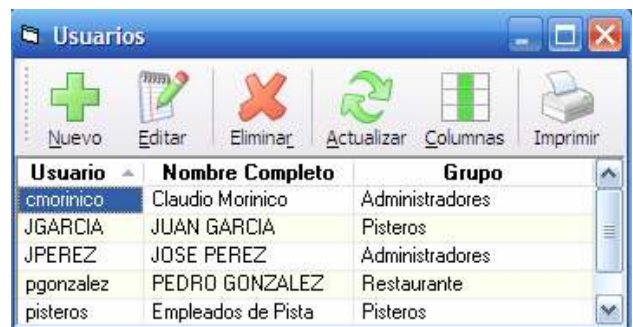 Usuarios
Nuevo Editar Eliminar Actualizar Columnas Imprimir
Usuario Nombre Completo Grupo
cmorinico Claudio Morinico Administradores
JGARCIA JUAN GARCIA Pisteros
JPEREZ JOSE PEREZ Administradores
pgonzalez PEDRO GONZALEZ Restaurante
pisteros Empleados de Pista Pisteros